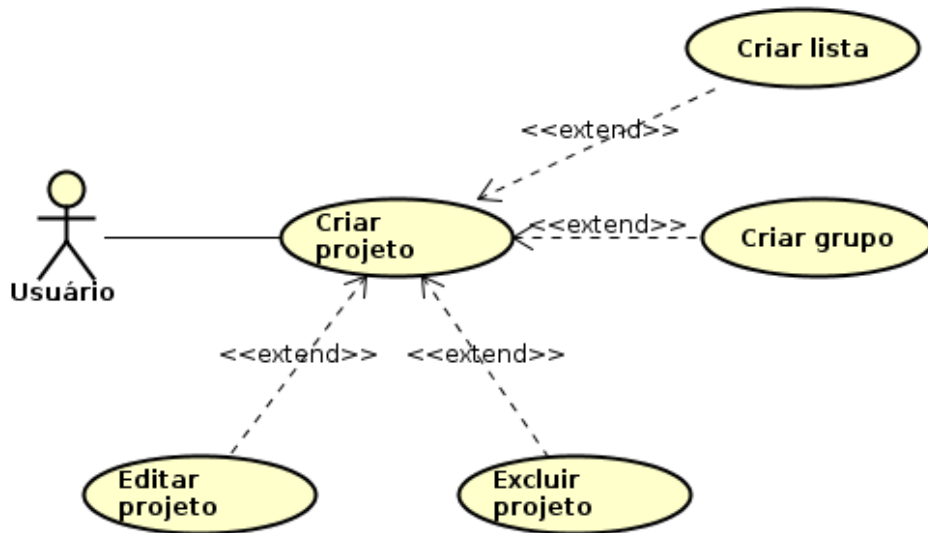 Criar lista
<<extend>>
Criar
projeto
<<extend>>
Criar grupo
Usuário
<<extend>>
<<extend>>
Editar
projeto
Excluir
projeto